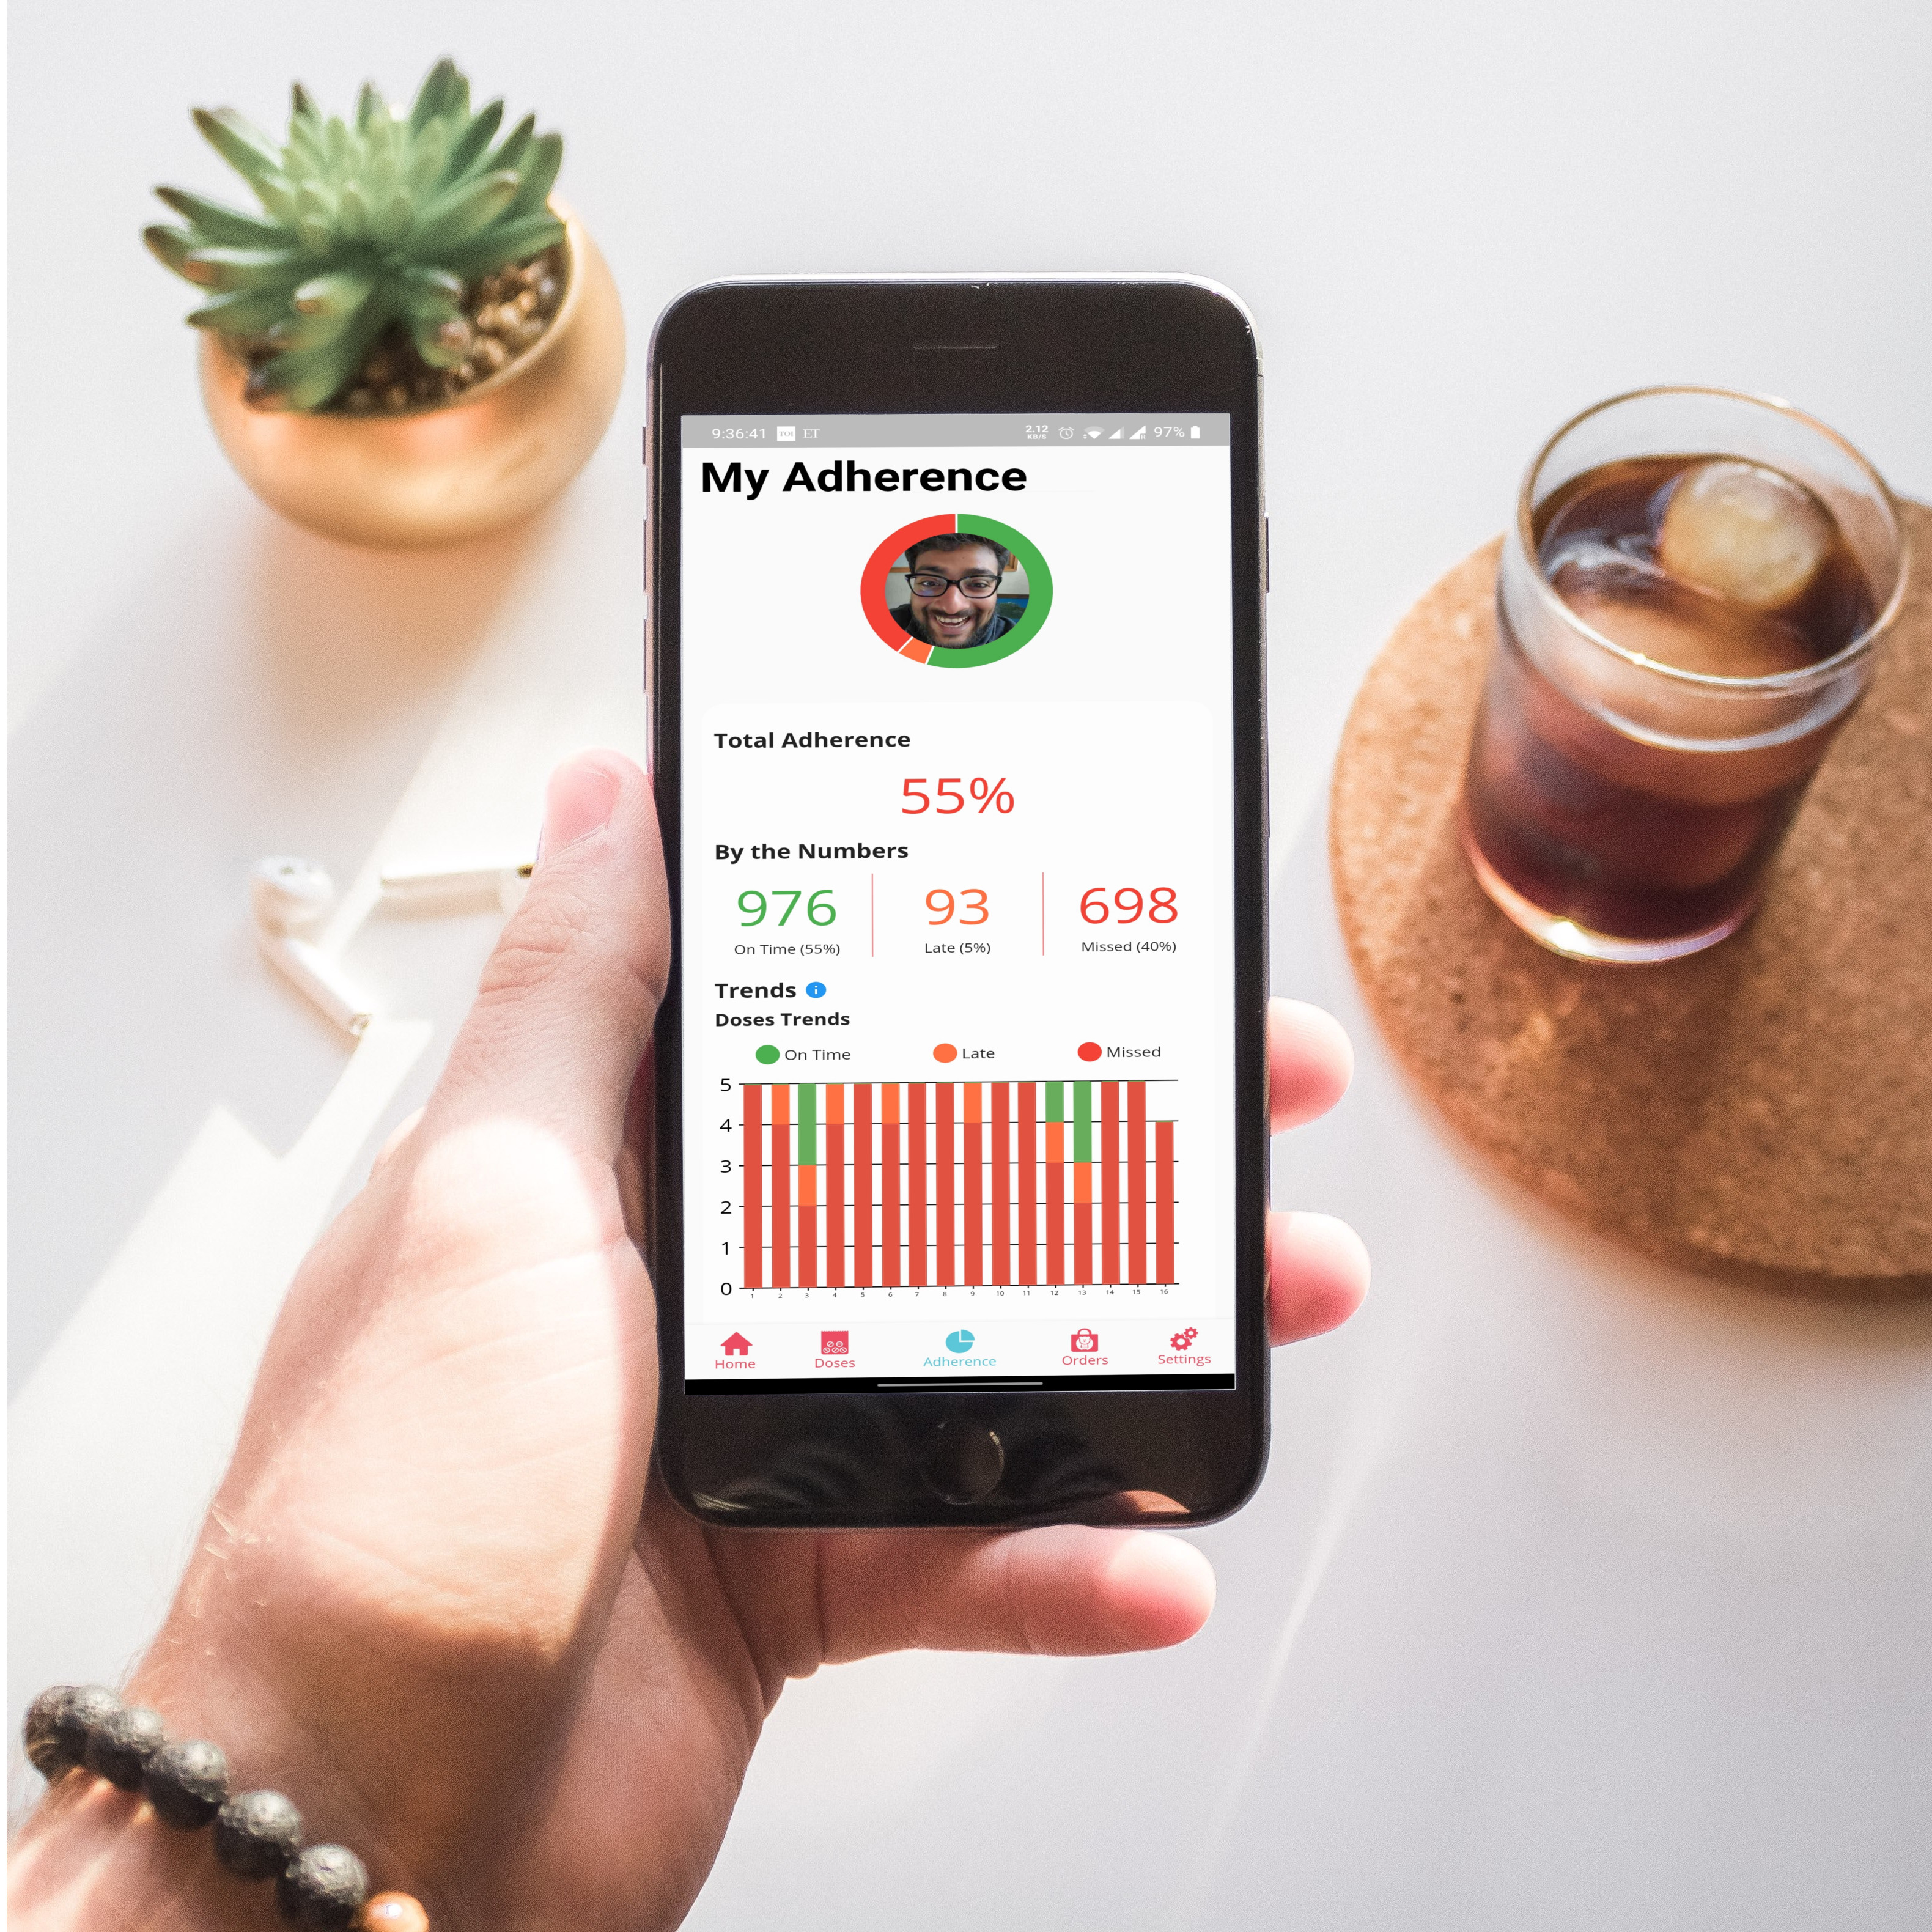 9:36:41 TOI ET 2.12 KB/S 97%
My Adherence
Total Adherence
55%
By the Numbers
976 93 698
On Time (55%) Late (5%) Missed (40%)
Trends i
Doses Trends
On Time Late Missed
5
4
3
2
1
0
1 2 3 4 5 6 7 8 9 10 11 12 13 14 15 16
Home Doses Adherence Orders Settings